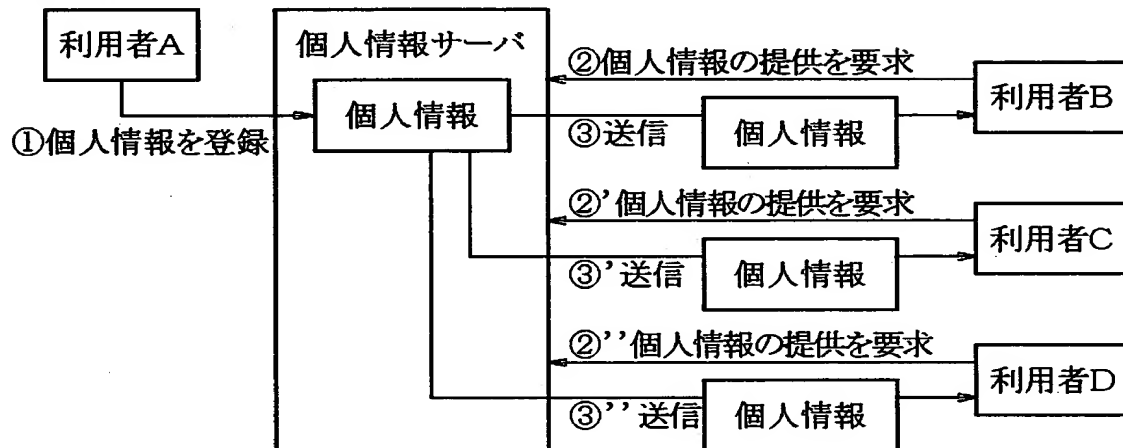 利用者A
個人情報サーバ
個人情報
①個人情報を登録
②個人情報の提供を要求
③送信
個人情報
利用者B
②'個人情報の提供を要求
③'送信
個人情報
利用者C
②''個人情報の提供を要求
③''送信
個人情報
利用者D